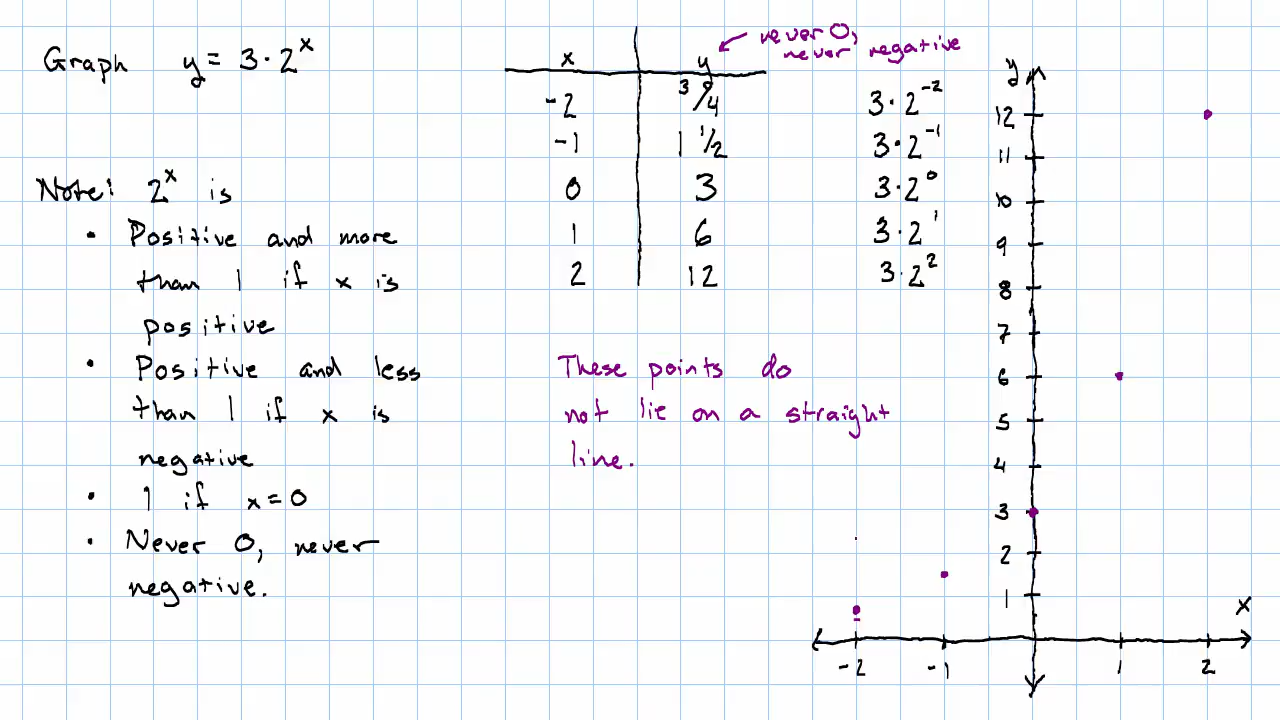 Graph y = 3·2^x
Note: 2^x is
• Positive and more
than 1 if x is
positive
• Positive and less
than 1 if x is
negative
• 1 if x=0
• Never 0, never
negative.
x y
never 0,
never negative
-2 3/4 3·2^-2
-1 1 1/2 3·2^-1
0 3 3·2^0
1 6 3·2^1
2 12 3·2^2
These points do
not lie on a straight
line.
y
12
11
10
9
8
7
6
5
4
3
2
1
x
-2 -1 1 2